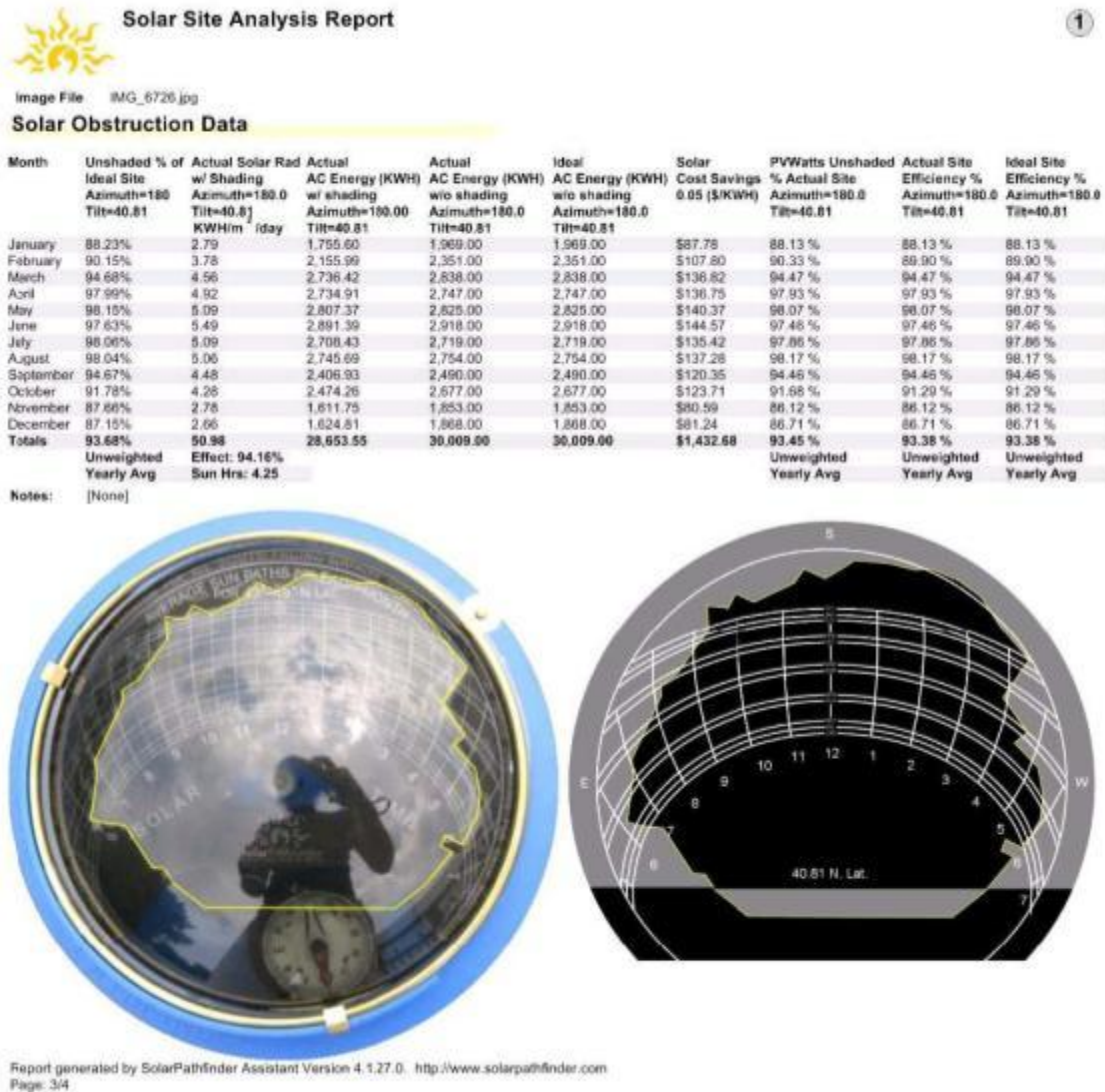 Solar Site Analysis Report
1
Image File IMG_6726.jpg
Solar Obstruction Data
Month Unshaded % of Actual Solar Rad Actual Actual Ideal Solar PVWatts Unshaded Actual Site Ideal Site
Ideal Site w/ Shading AC Energy (KWH) AC Energy (KWH) AC Energy (KWH) Cost Savings % Actual Site Efficiency % Efficiency %
Azimuth=180 Azimuth=180.0 w/ shading w/o shading w/o shading 0.05 ($/KWH) Azimuth=180.0 Azimuth=180.0 Azimuth=180.0
Tilt=40.81 Tilt=40.81 Azimuth=180.00 Azimuth=180.0 Azimuth=180.0 Tilt=40.81 Tilt=40.81 Tilt=40.81
KWH/m²/day Tilt=40.81 Tilt=40.81 Tilt=40.81
January 88.23% 2.79 1,755.60 1,969.00 1,969.00 $87.78 88.13 % 88.13 % 88.13 %
February 90.15% 3.78 2,155.99 2,351.00 2,351.00 $107.80 90.33 % 89.90 % 89.90 %
March 94.68% 4.56 2,736.42 2,838.00 2,838.00 $136.82 94.47 % 94.47 % 94.47 %
April 97.99% 4.92 2,734.91 2,747.00 2,747.00 $136.75 97.93 % 97.93 % 97.93 %
May 98.15% 5.09 2,807.37 2,825.00 2,825.00 $140.37 98.07 % 98.07 % 98.07 %
June 97.63% 5.49 2,891.39 2,918.00 2,918.00 $144.57 97.46 % 97.46 % 97.46 %
July 98.06% 5.09 2,708.43 2,719.00 2,719.00 $135.42 97.86 % 97.86 % 97.86 %
August 98.04% 5.06 2,745.69 2,754.00 2,754.00 $137.28 98.17 % 98.17 % 98.17 %
September 94.67% 4.48 2,406.93 2,490.00 2,490.00 $120.35 94.46 % 94.46 % 94.46 %
October 91.78% 4.28 2,474.26 2,677.00 2,677.00 $123.71 91.68 % 91.29 % 91.29 %
November 87.66% 2.78 1,611.75 1,853.00 1,853.00 $80.59 86.12 % 86.12 % 86.12 %
December 87.15% 2.66 1,624.81 1,868.00 1,868.00 $81.24 86.71 % 86.71 % 86.71 %
Totals 93.68% 50.98 28,653.55 30,009.00 30,009.00 $1,432.68 93.45 % 93.38 % 93.38 %
Unweighted Effect: 94.16% Unweighted Unweighted Unweighted
Yearly Avg Sun Hrs: 4.25 Yearly Avg Yearly Avg Yearly Avg
Notes: [None]
AVERAGE SUN PATHS
N Lat
SOLAR
S
E
W
8 9 10 11 12 1 2 3 4 5
7
6
6
7
40.81 N. Lat.
Report generated by SolarPathfinder Assistant Version 4.1.27.0. http://www.solarpathfinder.com
Page: 3/4